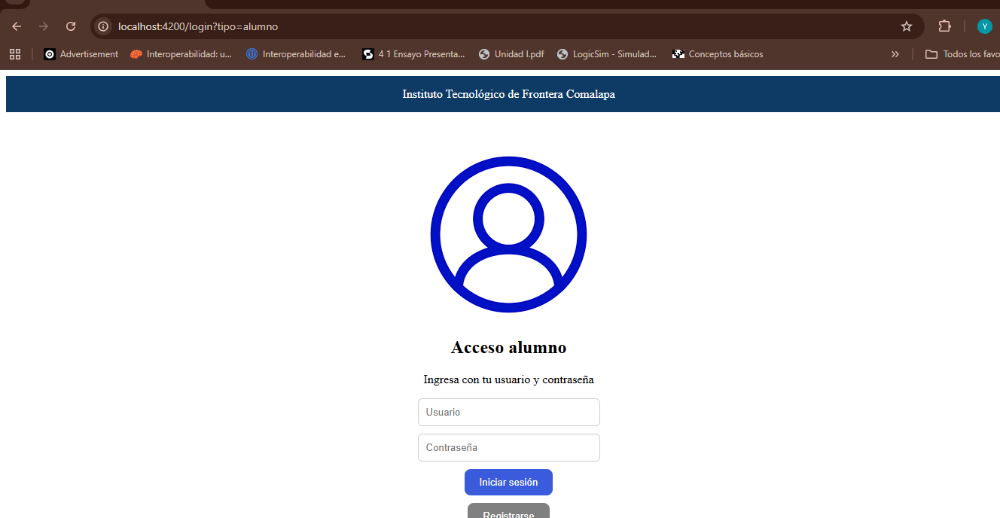 localhost:4200/login?tipo=alumno
Y
Advertisement
Interoperabilidad: u...
Interoperabilidad e...
4 1 Ensayo Presenta...
Unidad I.pdf
LogicSim - Simulad...
Conceptos básicos
Todos los favo
Instituto Tecnológico de Frontera Comalapa
Acceso alumno
Ingresa con tu usuario y contraseña
Usuario
Contraseña
Iniciar sesión
Registrarse